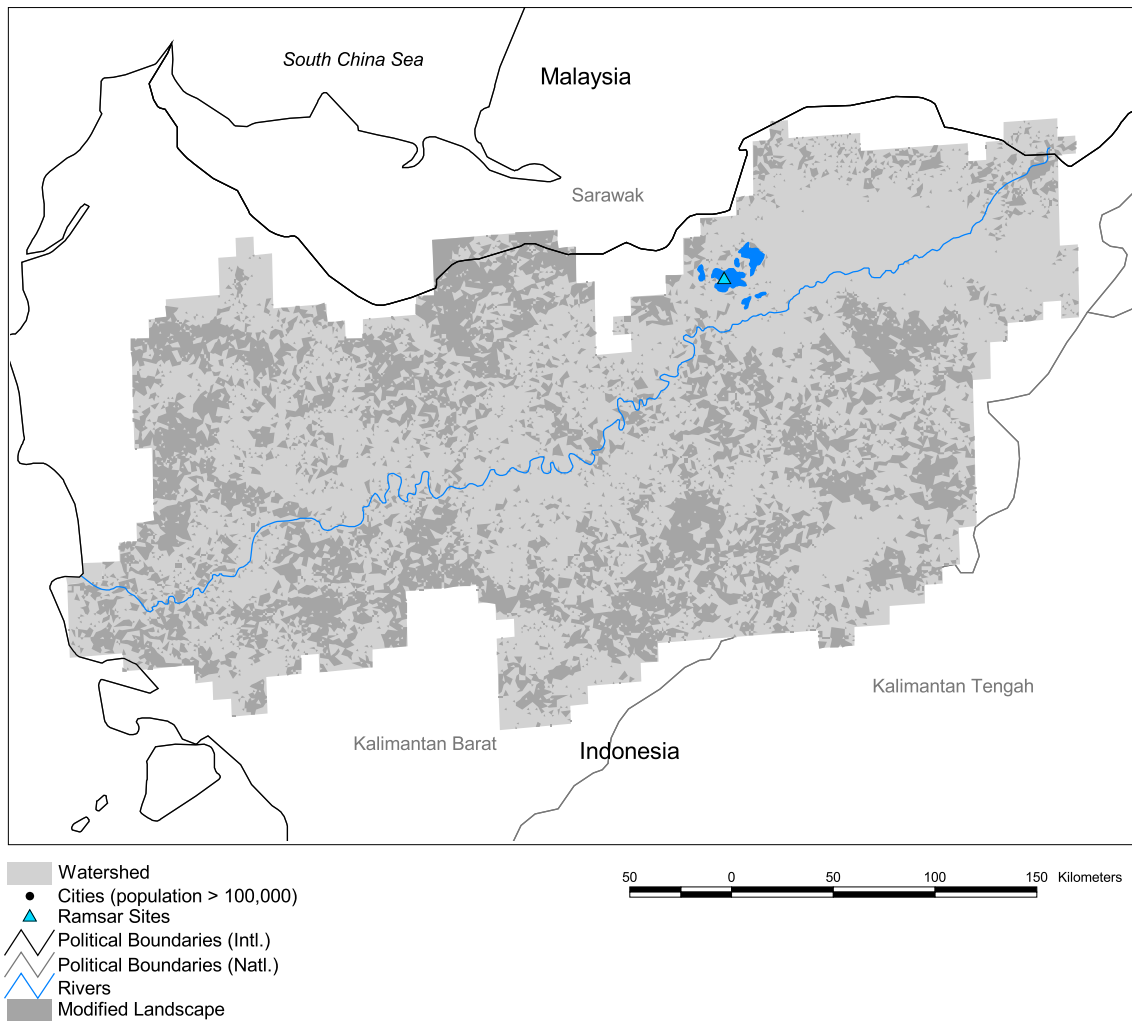 South China Sea
Malaysia
Sarawak
Kalimantan Tengah
Kalimantan Barat
Indonesia
Watershed
Cities (population > 100,000)
Ramsar Sites
Political Boundaries (Intl.)
Political Boundaries (Natl.)
Rivers
Modified Landscape
50 0 50 100 150 Kilometers